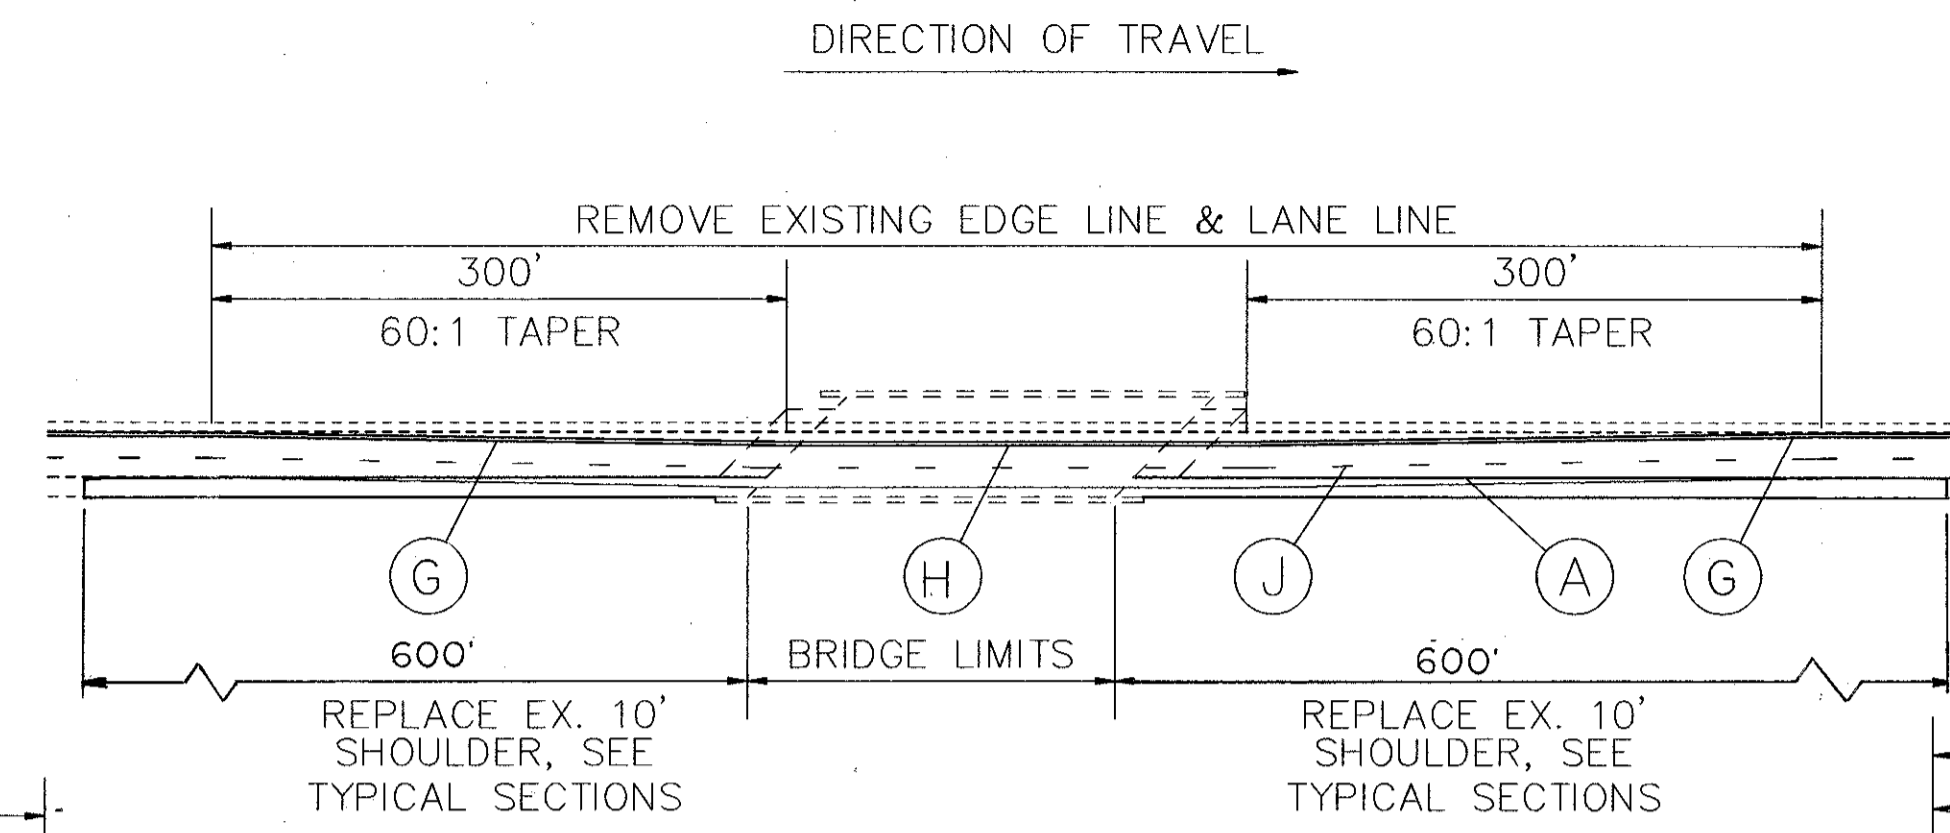 DIRECTION OF TRAVEL
REMOVE EXISTING EDGE LINE & LANE LINE
300'
300'
60:1 TAPER
60:1 TAPER
G
H
J
A
G
600'
BRIDGE LIMITS
600'
REPLACE EX. 10'
SHOULDER, SEE
TYPICAL SECTIONS
REPLACE EX. 10'
SHOULDER, SEE
TYPICAL SECTIONS